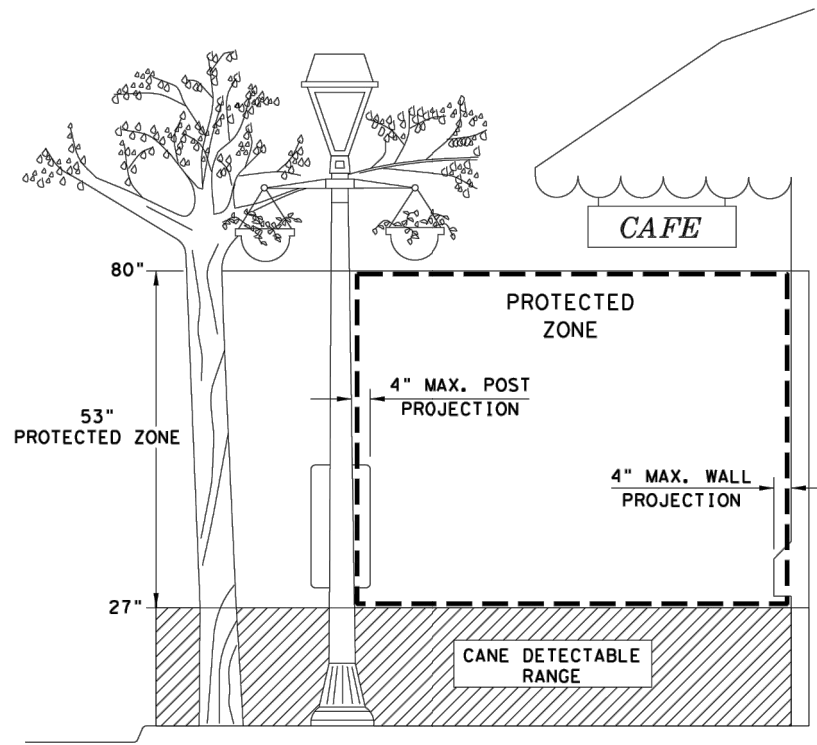 CAFE
80"
PROTECTED
ZONE
4" MAX. POST
PROJECTION
53"
PROTECTED ZONE
4" MAX. WALL
PROJECTION
27"
CANE DETECTABLE
RANGE